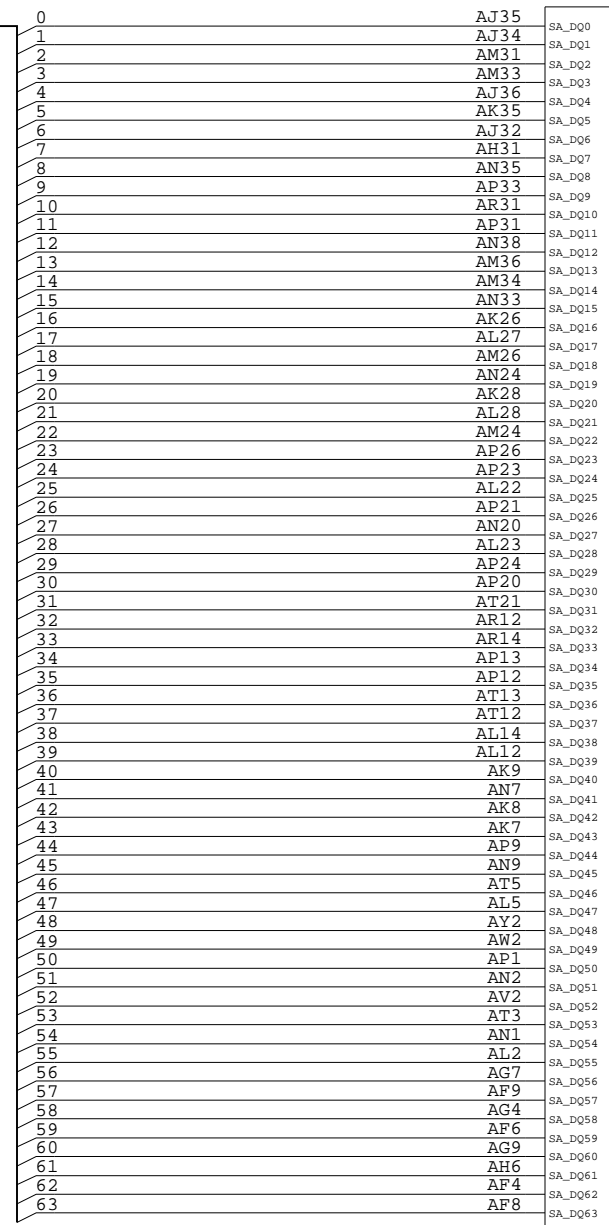 0 AJ35 SA_DQ0
1 AJ34 SA_DQ1
2 AM31 SA_DQ2
3 AM33 SA_DQ3
4 AJ36 SA_DQ4
5 AK35 SA_DQ5
6 AJ32 SA_DQ6
7 AH31 SA_DQ7
8 AN35 SA_DQ8
9 AP33 SA_DQ9
10 AR31 SA_DQ10
11 AP31 SA_DQ11
12 AN38 SA_DQ12
13 AM36 SA_DQ13
14 AM34 SA_DQ14
15 AN33 SA_DQ15
16 AK26 SA_DQ16
17 AL27 SA_DQ17
18 AM26 SA_DQ18
19 AN24 SA_DQ19
20 AK28 SA_DQ20
21 AL28 SA_DQ21
22 AM24 SA_DQ22
23 AP26 SA_DQ23
24 AP23 SA_DQ24
25 AL22 SA_DQ25
26 AP21 SA_DQ26
27 AN20 SA_DQ27
28 AL23 SA_DQ28
29 AP24 SA_DQ29
30 AP20 SA_DQ30
31 AT21 SA_DQ31
32 AR12 SA_DQ32
33 AR14 SA_DQ33
34 AP13 SA_DQ34
35 AP12 SA_DQ35
36 AT13 SA_DQ36
37 AT12 SA_DQ37
38 AL14 SA_DQ38
39 AL12 SA_DQ39
40 AK9 SA_DQ40
41 AN7 SA_DQ41
42 AK8 SA_DQ42
43 AK7 SA_DQ43
44 AP9 SA_DQ44
45 AN9 SA_DQ45
46 AT5 SA_DQ46
47 AL5 SA_DQ47
48 AY2 SA_DQ48
49 AW2 SA_DQ49
50 AP1 SA_DQ50
51 AN2 SA_DQ51
52 AV2 SA_DQ52
53 AT3 SA_DQ53
54 AN1 SA_DQ54
55 AL2 SA_DQ55
56 AG7 SA_DQ56
57 AF9 SA_DQ57
58 AG4 SA_DQ58
59 AF6 SA_DQ59
60 AG9 SA_DQ60
61 AH6 SA_DQ61
62 AF4 SA_DQ62
63 AF8 SA_DQ63